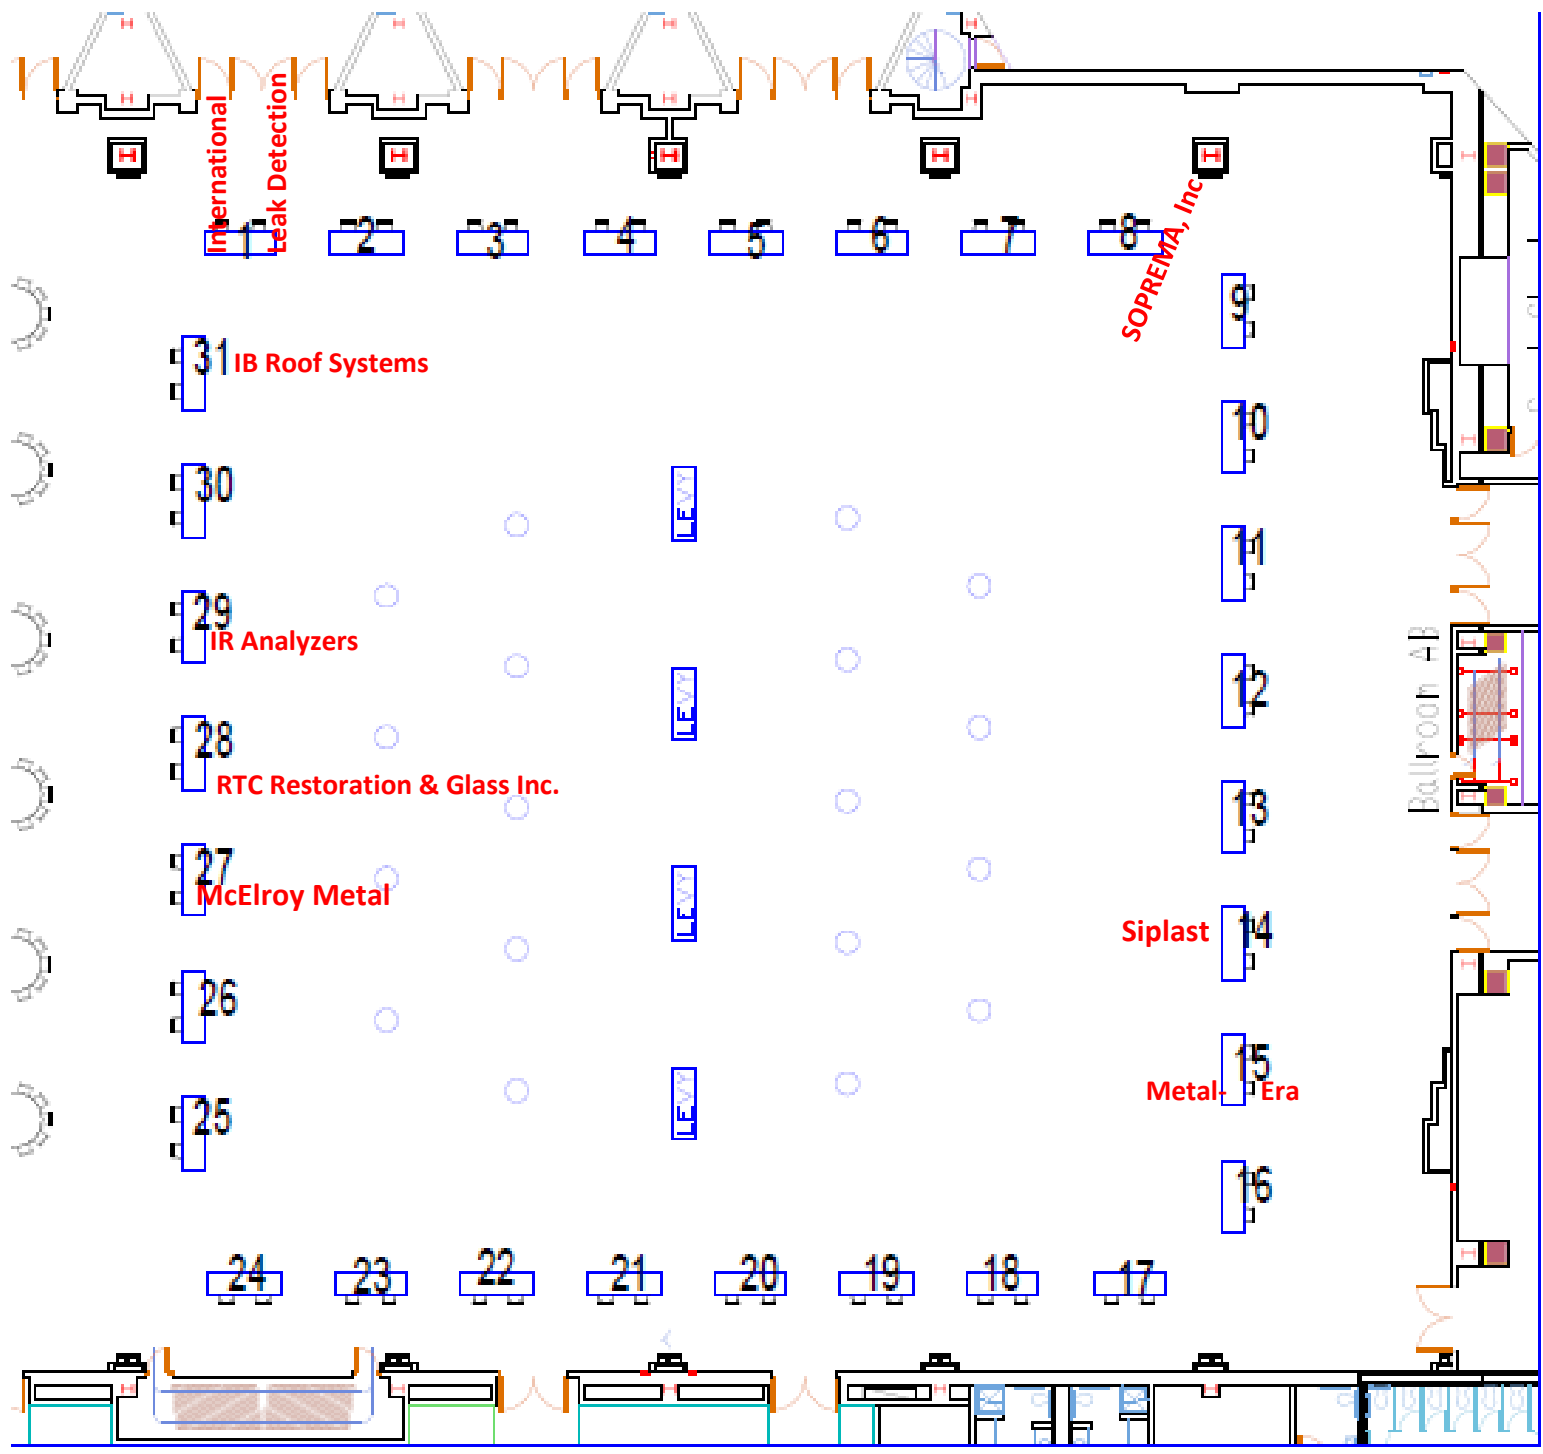 International
Leak Detection
1
2
3
4
5
6
7
8
SOPREMA, Inc
9
31
IB Roof Systems
10
30
LEVY
11
29
IR Analyzers
12
28
LEVY
Ballroom AB
RTC Restoration & Glass Inc.
13
27
McElroy Metal
LEVY
Siplast
14
26
15
Metal- Era
25
LEVY
16
24
23
22
21
20
19
18
17